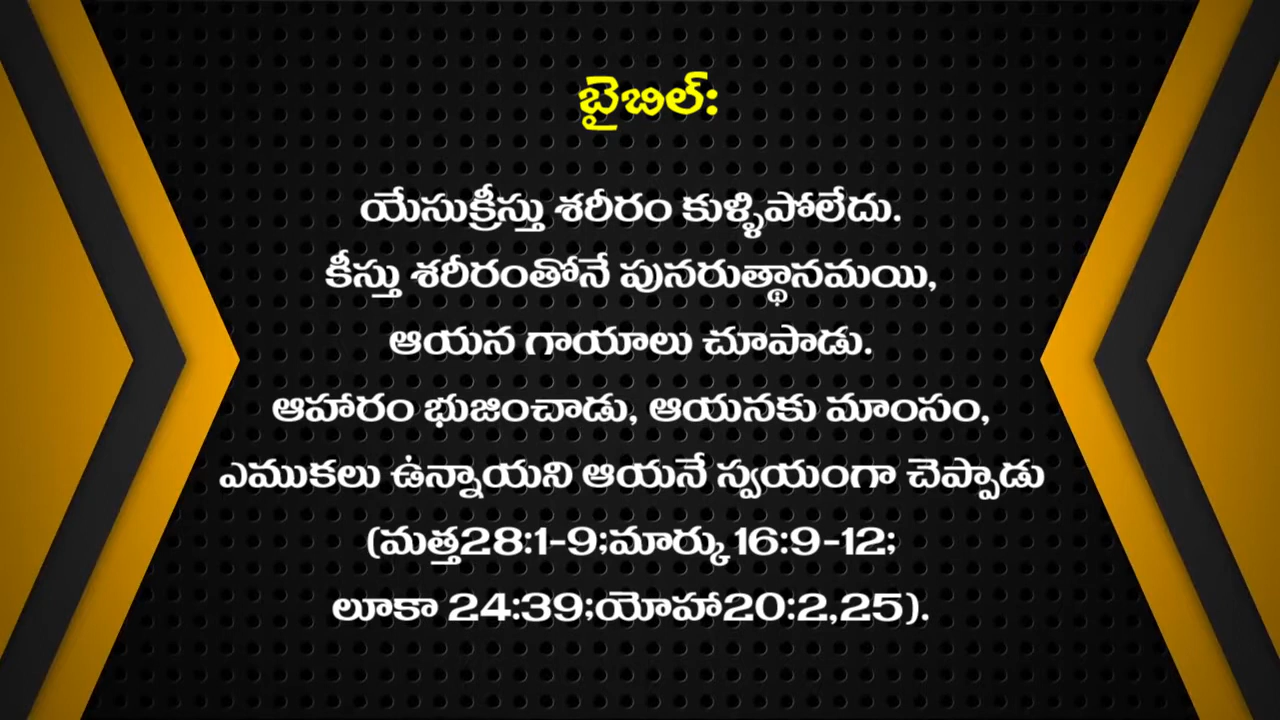 బైబిల్:
యేసుక్రీస్తు శరీరం కుళ్ళిపోలేదు.
కీస్తు శరీరంతోనే పునరుత్థానమయి,
ఆయన గాయాలు చూపాడు.
ఆహారం భుజించాడు, ఆయనకు మాంసం,
ఎముకలు ఉన్నాయని ఆయనే స్వయంగా చెప్పాడు
(మత్త28:1-9;మార్కు16:9-12;
లూకా 24:39;యోహా20:2,25).